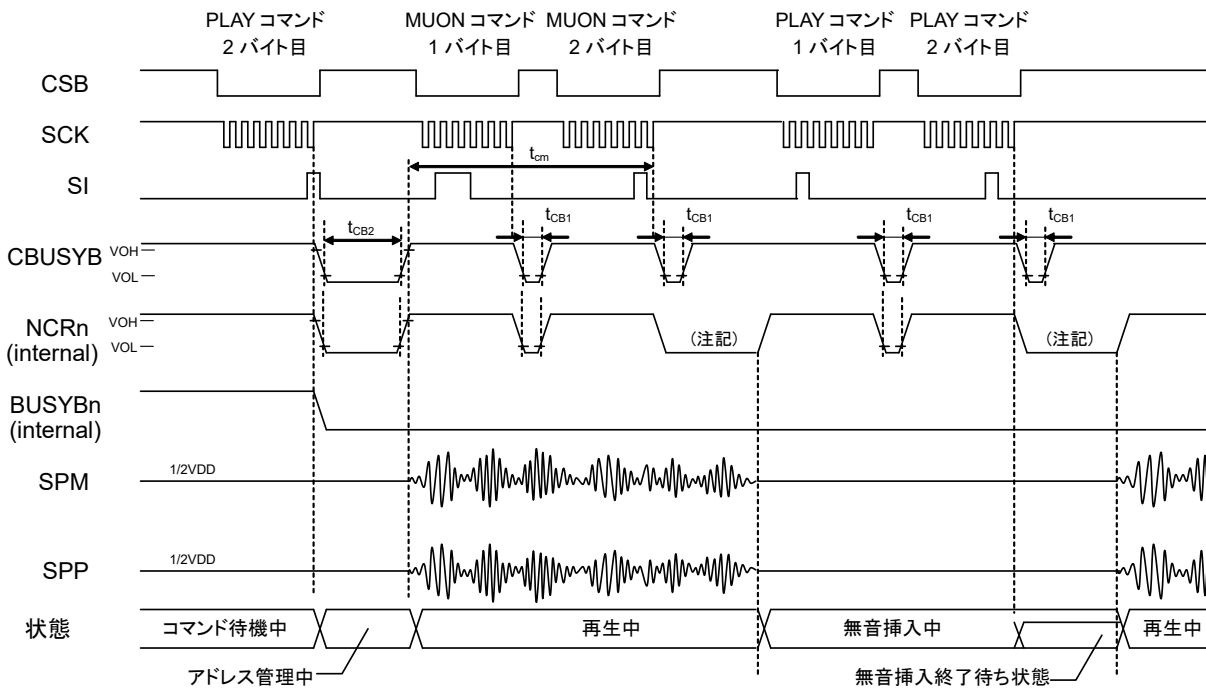 PLAY コマンド
2 バイト目
MUON コマンド
1 バイト目
MUON コマンド
2 バイト目
PLAY コマンド
1 バイト目
PLAY コマンド
2 バイト目
CSB
SCK
tcm
SI
tCB2
tCB1
tCB1
tCB1
tCB1
CBUSYB
VOH
VOL
NCRn
(internal)
VOH
VOL
(注記)
(注記)
BUSYBn
(internal)
SPM
1/2VDD
SPP
1/2VDD
状態
コマンド待機中
再生中
無音挿入中
再生中
アドレス管理中
無音挿入終了待ち状態